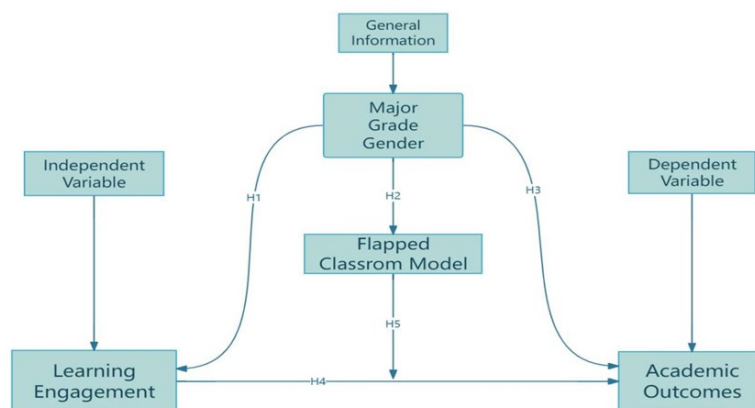 General
Information
Major
Grade
Gender
Independent
Variable
Dependent
Variable
H1
H2
H3
Flapped
Classrom Model
H5
Learning
Engagement
H4
Academic
Outcomes